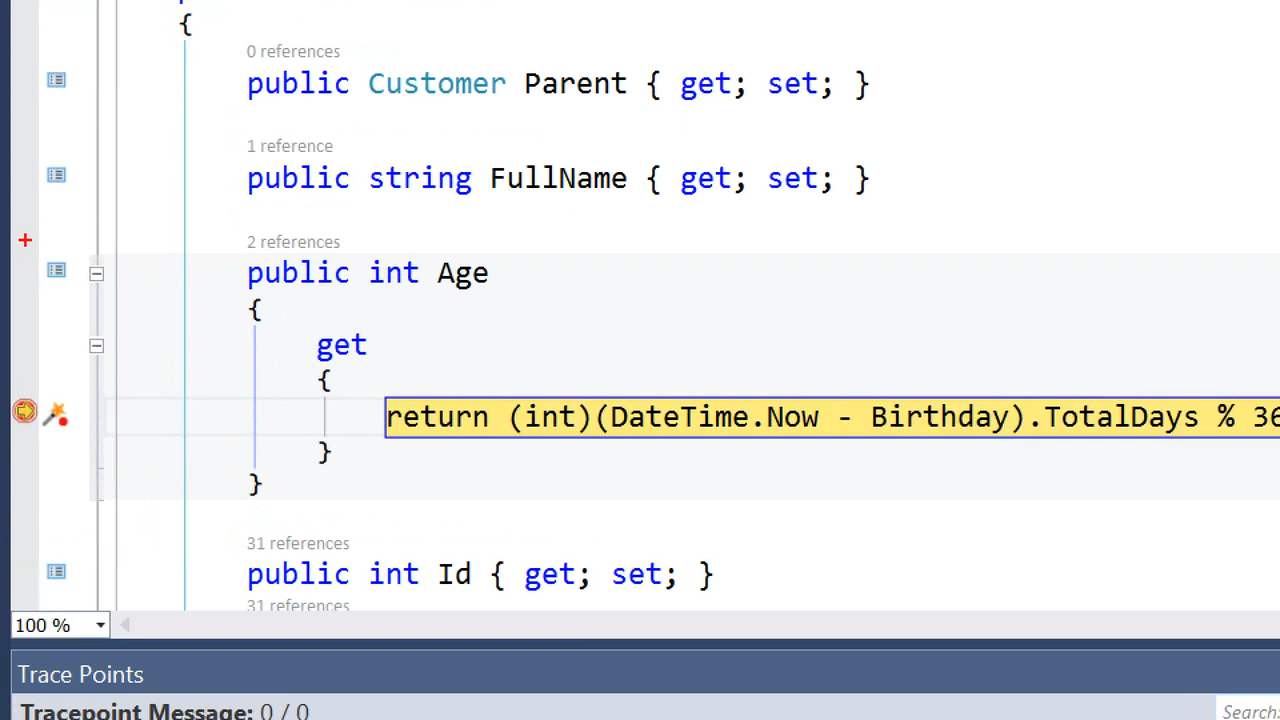 {
0 references
public Customer Parent { get; set; }
1 reference
public string FullName { get; set; }
2 references
public int Age
{
get
{
return (int)(DateTime.Now - Birthday).TotalDays % 36
}
}
31 references
public int Id { get; set; }
31 references
100 %
Trace Points
Tracepoint Message: 0 / 0
Search: